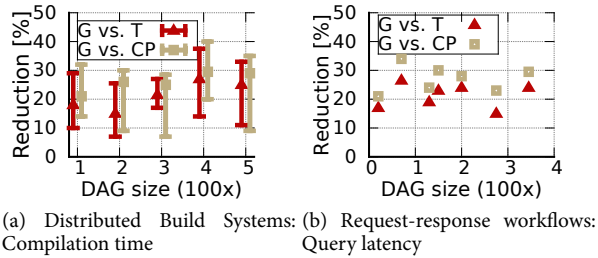 50
40
30
20
10
0
Reduction [%]
G vs. T
G vs. CP
1 2 3 4 5
DAG size (100x)
50
40
30
20
10
0
Reduction [%]
G vs. T
G vs. CP
0 1 2 3 4
DAG size (100x)
(a) Distributed Build Systems:
Compilation time
(b) Request-response workflows:
Query latency